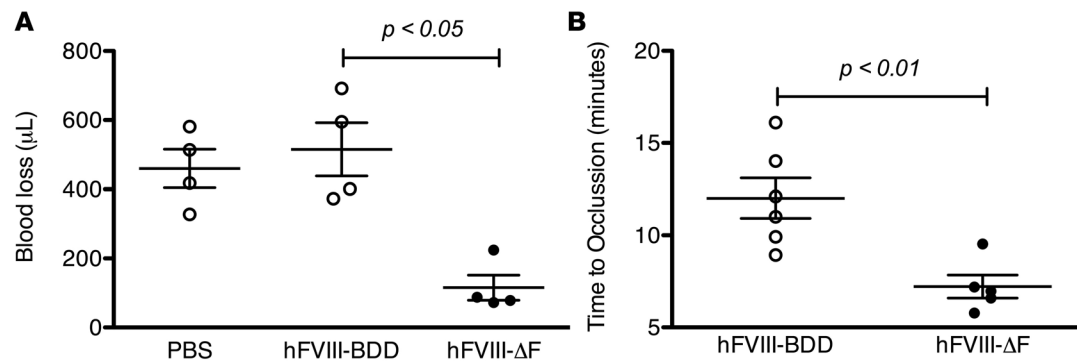 A
p < 0.05
800
600
400
200
0
Blood loss (μL)
PBS hFVIII-BDD hFVIII-ΔF
B
p < 0.01
20
15
10
5
Time to Occlussion (minutes)
hFVIII-BDD hFVIII-ΔF